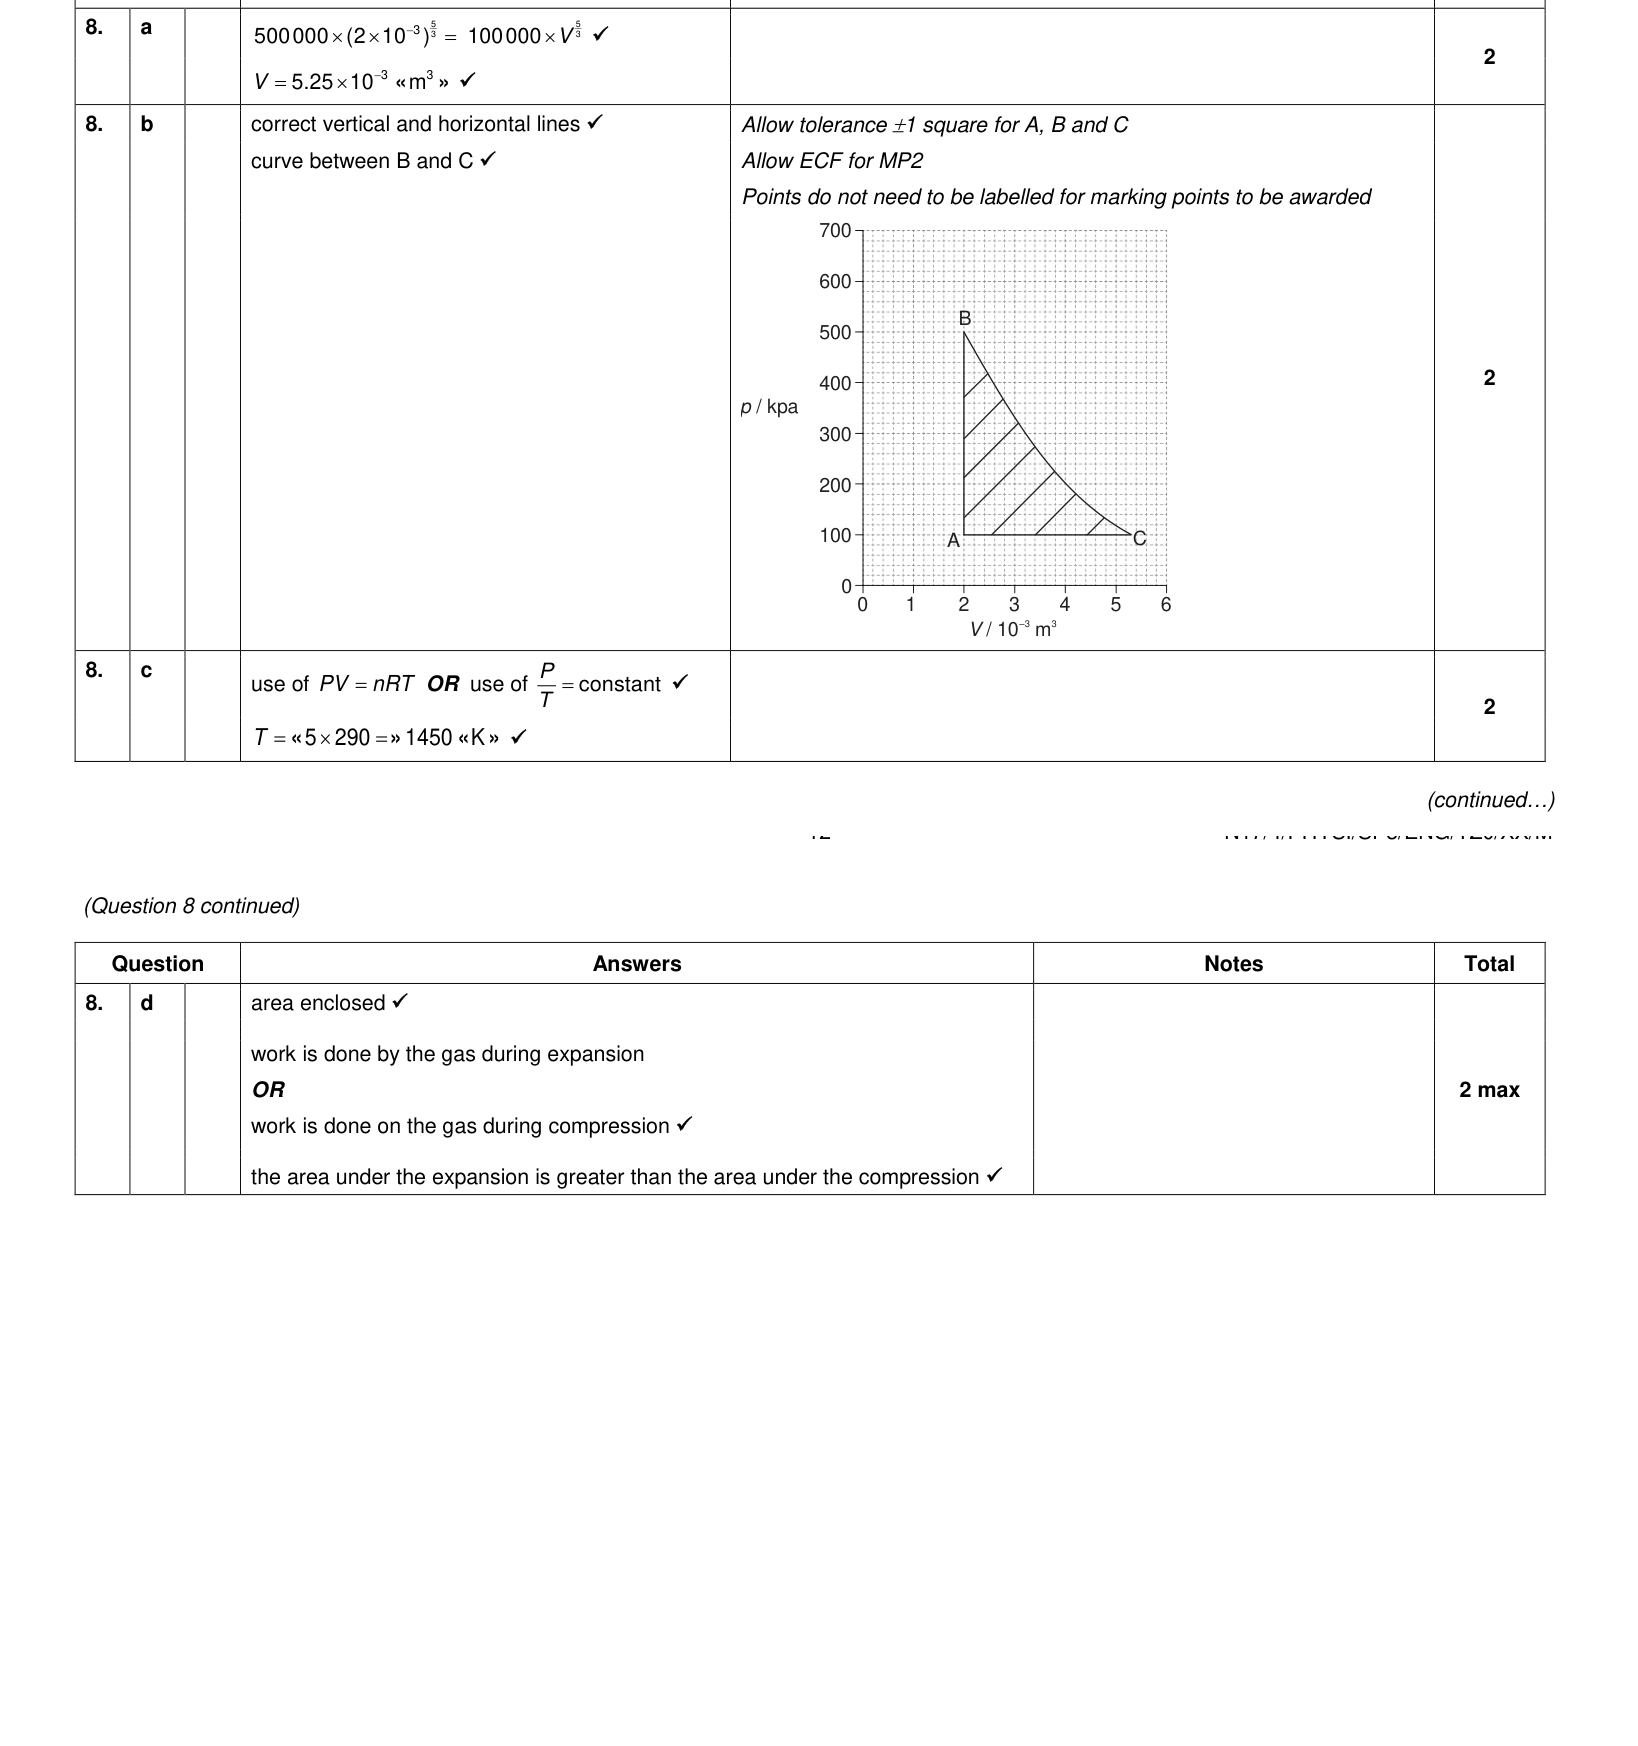 8. a 500 000 × (2 × 10⁻³)^(5/3) = 100 000 × V^(5/3) ✓
V = 5.25 × 10⁻³ «m³» ✓
2
8. b correct vertical and horizontal lines ✓
curve between B and C ✓
Allow tolerance ±1 square for A, B and C
Allow ECF for MP2
Points do not need to be labelled for marking points to be awarded
700
600
B
500
400
p / kpa
300
200
100
A
C
0
0 1 2 3 4 5 6
V / 10⁻³ m³
2
8. c use of PV = nRT OR use of P/T = constant ✓
T = «5 × 290 =» 1450 «K» ✓
2
(continued…)
(Question 8 continued)
Question Answers Notes Total
8. d area enclosed ✓
work is done by the gas during expansion
OR
work is done on the gas during compression ✓
the area under the expansion is greater than the area under the compression ✓
2 max